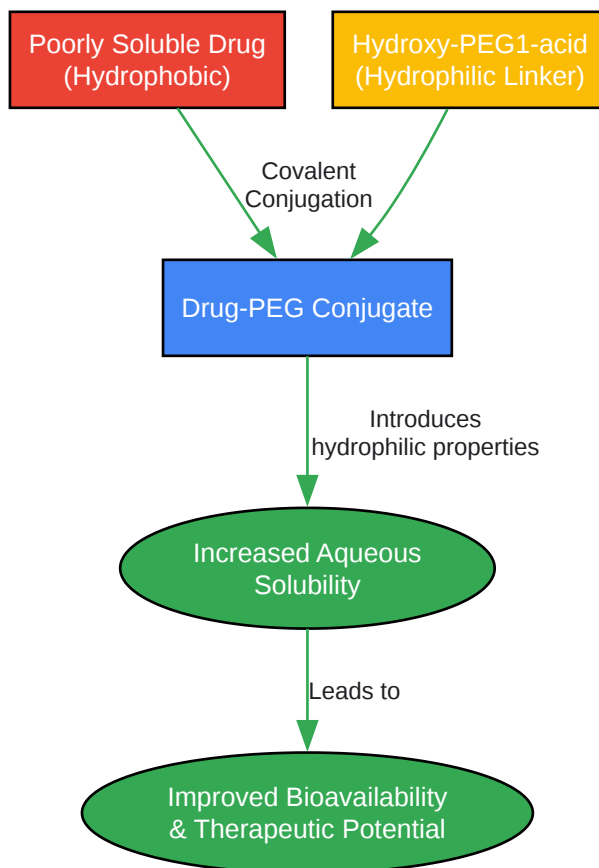 Poorly Soluble Drug
(Hydrophobic)
Hydroxy-PEG1-acid
(Hydrophilic Linker)
Covalent
Conjugation
Drug-PEG Conjugate
Introduces
hydrophilic properties
Increased Aqueous
Solubility
Leads to
Improved Bioavailability
& Therapeutic Potential